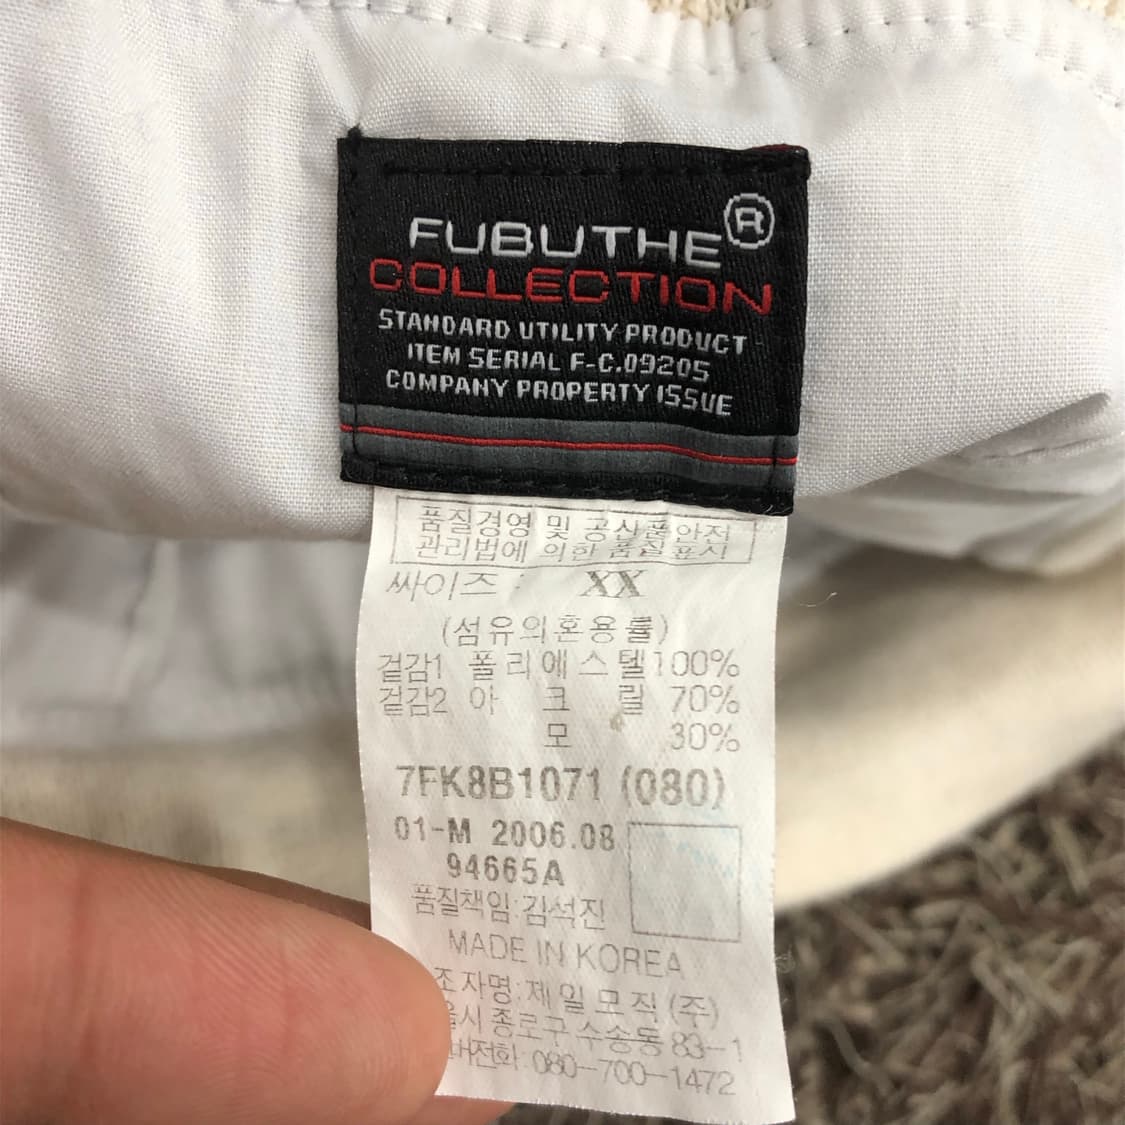 FUBUTHE ®
COLLECTION
STANDARD UTILITY PRODUCT
ITEM SERIAL F-C.09205
COMPANY PROPERTY ISSUE
품질경영 및 공산품안전
관리법에 의한 품질표시
싸이즈 : XX
(섬유의혼용률)
겉감1 폴리에스텔100%
겉감2 아크릴 70%
모 30%
7FK8B1071 (080)
01-M 2006.08
94665A
품질책임:김석진
MADE IN KOREA
조자명:제일모직(주)
울시 종로구 수송동 83-1
전화:080-700-1472